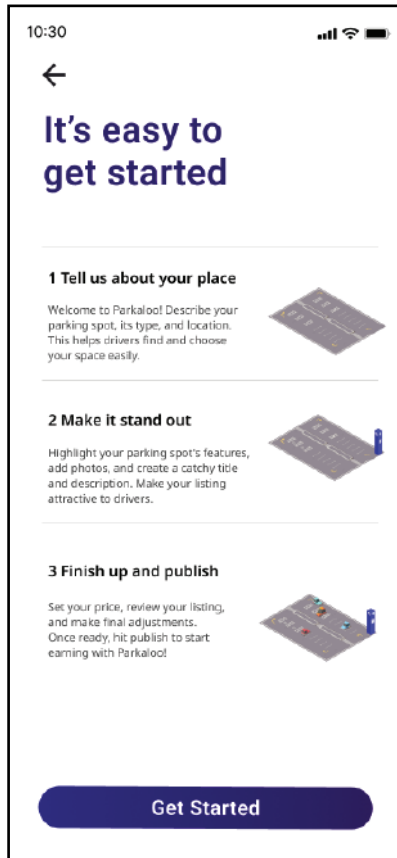 10:30
It's easy to
get started
1 Tell us about your place
Welcome to Parkaloo! Describe your
parking spot, its type, and location.
This helps drivers find and choose
your space easily.
2 Make it stand out
Highlight your parking spot's features,
add photos, and create a catchy title
and description. Make your listing
attractive to drivers.
3 Finish up and publish
Set your price, review your listing,
and make final adjustments.
Once ready, hit publish to start
earning with Parkaloo!
Get Started